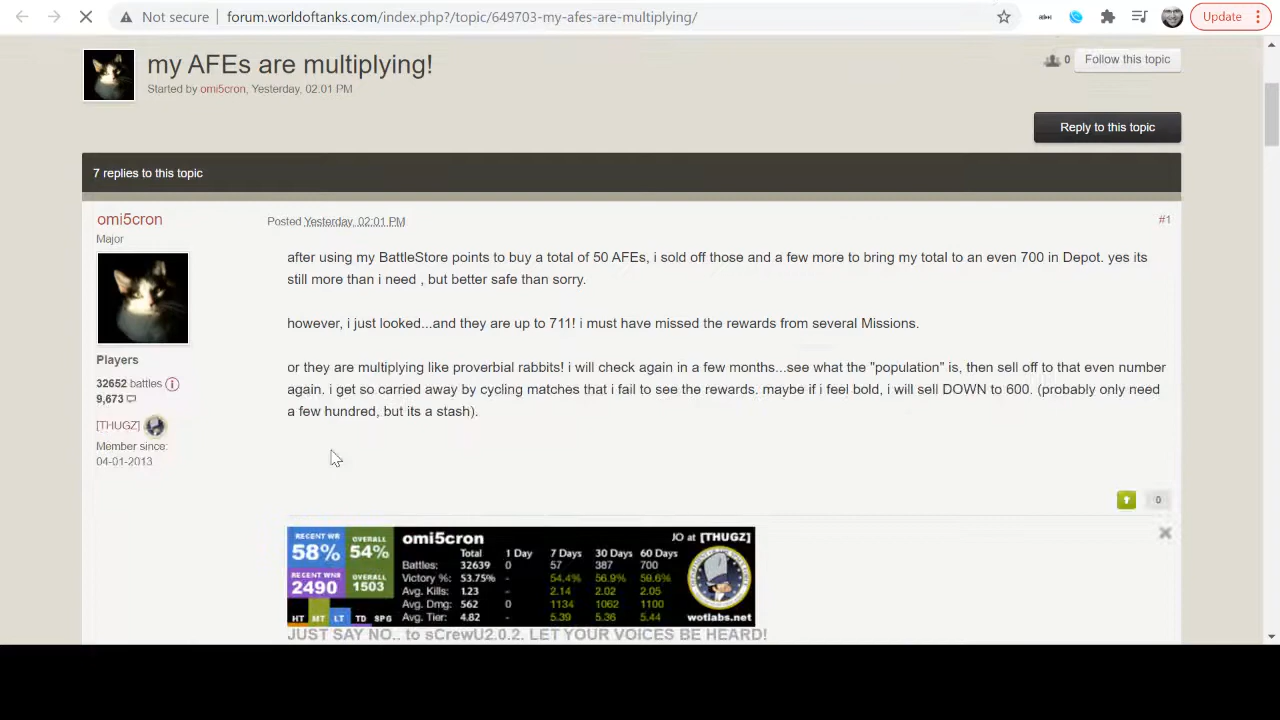 Not secure
forum.worldoftanks.com/index.php?/topic/649703-my-afes-are-multiplying/
Update
my AFEs are multiplying!
0
Follow this topic
Started by omi5cron, Yesterday, 02.01 PM
Reply to this topic
7 replies to this topic
omi5cron
Posted Yesterday, 02.01 PM
#1
Major
after using my BattleStore points to buy a total of 50 AFEs, i sold off those and a few more to bring my total to an even 700 in Depot. yes its
still more than i need , but better safe than sorry.
however, i just looked...and they are up to 711! i must have missed the rewards from several Missions.
Players
or they are multiplying like proverbial rabbits! i will check again in a few months...see what the "population" is, then sell off to that even number
32652 battles
again. i get so carried away by cycling matches that i fail to see the rewards. maybe if i feel bold, i will sell DOWN to 600. (probably only need
9,673
a few hundred, but its a stash).
[THUGZ]
Member since:
04-01-2013
0
RECENT WR
OVERALL
omi5cron
JO at [THUGZ]
58%
54%
Total 1 Day 7 Days 30 Days 60 Days
Battles: 32639 0 57 387 700
RECENT WN8
OVERALL
Victory %: 53.75% - 54.4% 56.9% 59.6%
2490
1503
Avg. Kills: 1.23 - 2.14 2.02 2.05
Avg. Dmg: 562 0 1134 1062 1100
HT MT LT TD SPG
Avg. Tier: 4.82 - 5.39 5.36 5.44
wotlabs.net
JUST SAY NO.. to sCrewU2.0.2. LET YOUR VOICES BE HEARD!